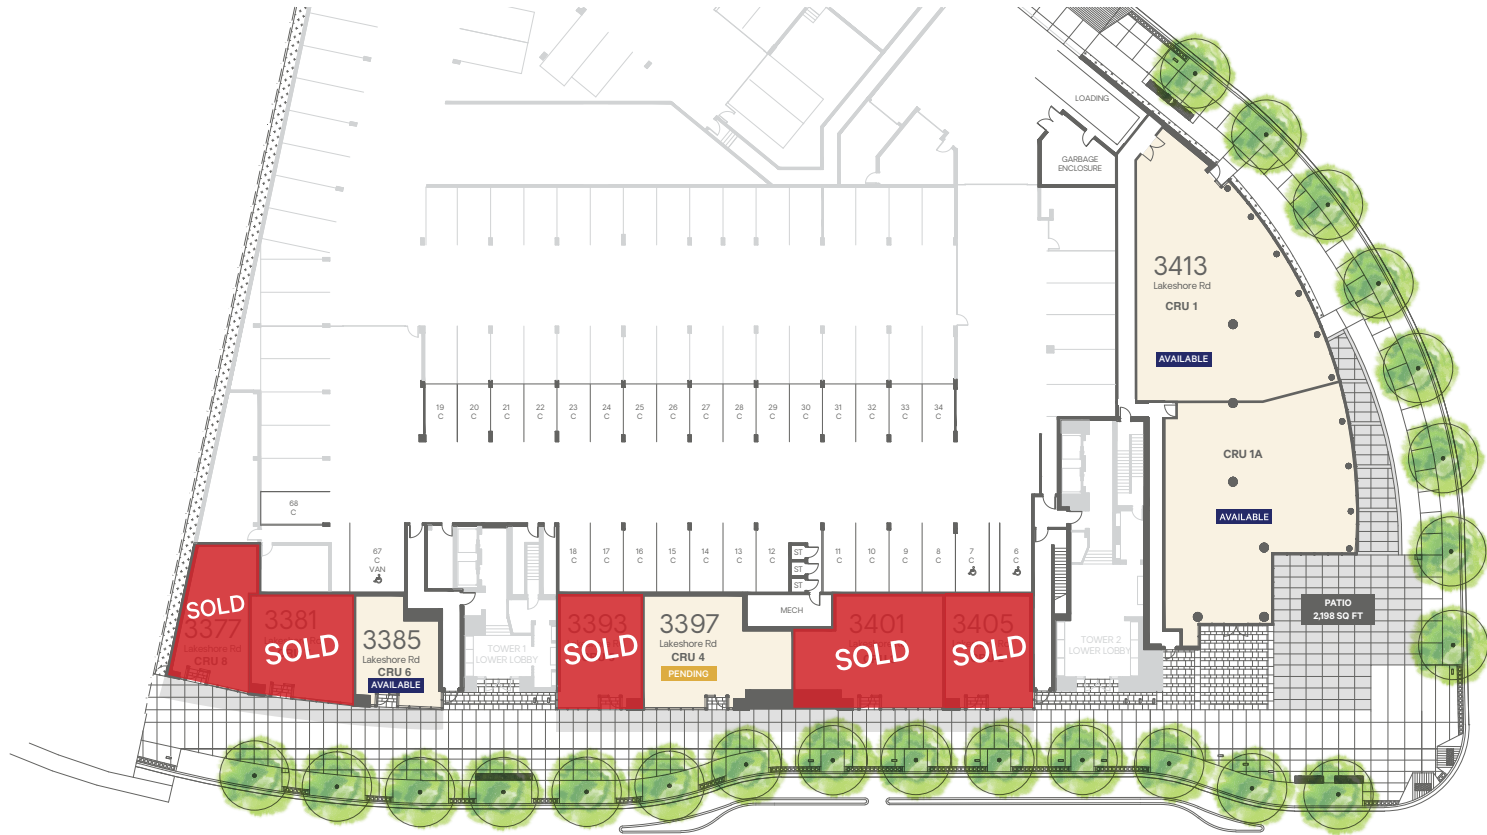 LOADING
GARBAGE
ENCLOSURE
3413
Lakeshore Rd
CRU 1
AVAILABLE
19
C
20
C
21
C
22
C
23
C
24
C
25
C
26
C
27
C
28
C
29
C
30
C
31
C
32
C
33
C
34
C
CRU 1A
AVAILABLE
68
C
67
C
VAN
18
C
17
C
16
C
15
C
14
C
13
C
12
C
ST
ST
ST
11
C
10
C
9
C
8
C
7
C
6
C
SOLD
3377
Lakeshore Rd
CRU 8
3381
SOLD
3385
Lakeshore Rd
CRU 6
AVAILABLE
TOWER 1
LOWER LOBBY
3393
SOLD
3397
Lakeshore Rd
CRU 4
PENDING
MECH
3401
SOLD
3405
SOLD
TOWER 2
LOWER LOBBY
PATIO
2,198 SQ FT